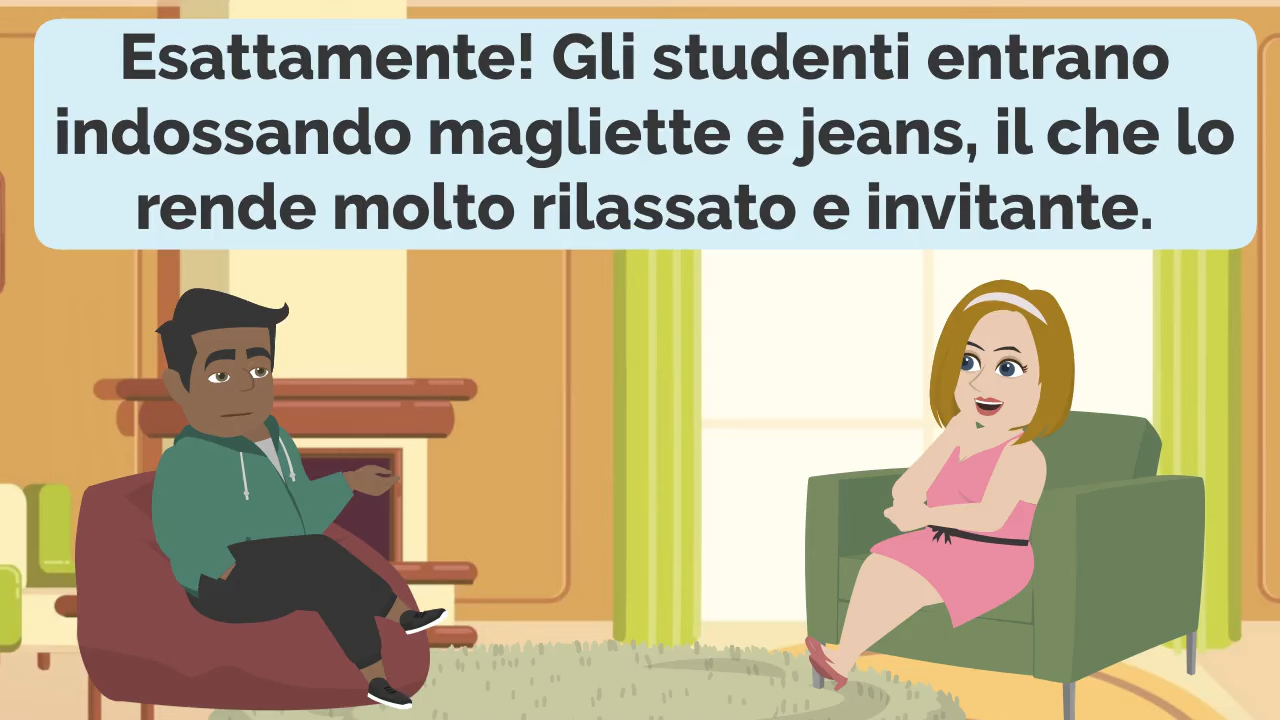 Esattamente! Gli studenti entrano
indossando magliette e jeans, il che lo
rende molto rilassato e invitante.